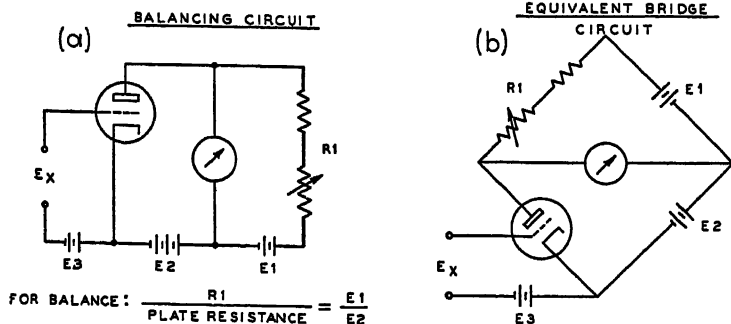 BALANCING CIRCUIT
(a)
R1
EX
E3
E2
E1
FOR BALANCE: R1 / PLATE RESISTANCE = E1 / E2
EQUIVALENT BRIDGE
CIRCUIT
(b)
R1
E1
E2
EX
E3